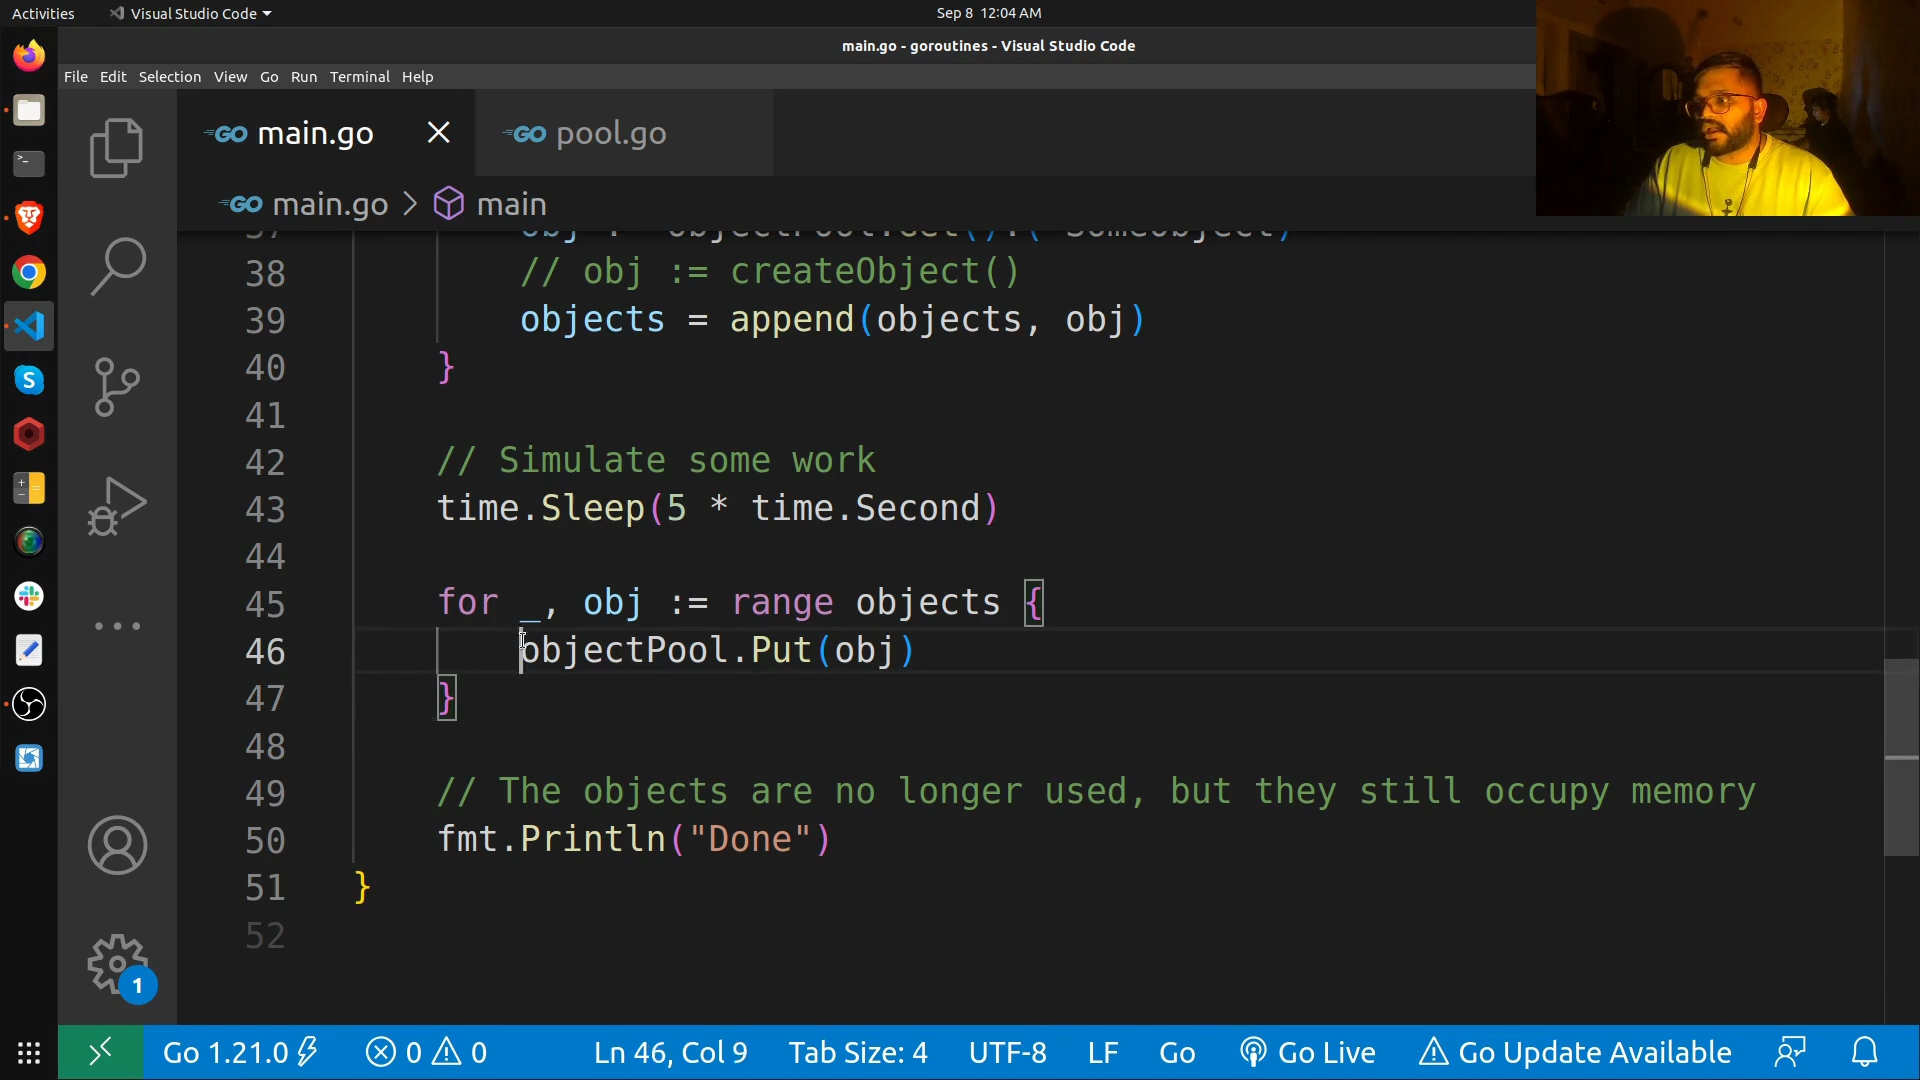 Activities
Visual Studio Code
Sep 8 12:04 AM
main.go - goroutines - Visual Studio Code
File Edit Selection View Go Run Terminal Help
GO main.go
GO pool.go
GO main.go > main
38 // obj := createObject()
39 objects = append(objects, obj)
40 }
41
42 // Simulate some work
43 time.Sleep(5 * time.Second)
44
45 for _, obj := range objects {
46 objectPool.Put(obj)
47 }
48
49 // The objects are no longer used, but they still occupy memory
50 fmt.Println("Done")
51 }
52
1
Go 1.21.0
0
0
Ln 46, Col 9
Tab Size: 4
UTF-8
LF
Go
Go Live
Go Update Available